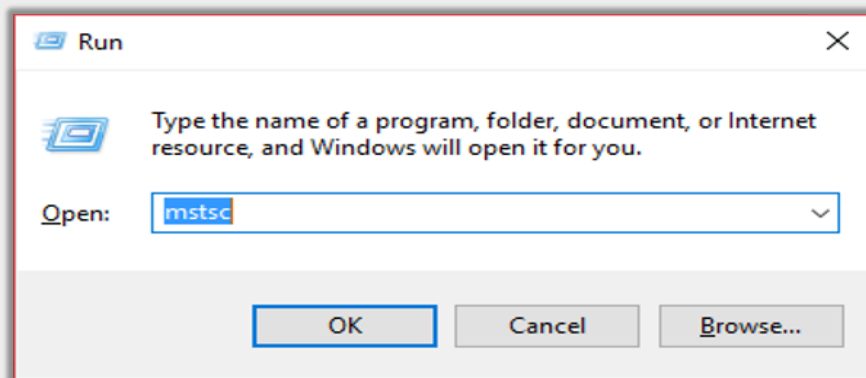 Run
Type the name of a program, folder, document, or Internet
resource, and Windows will open it for you.
Open: mstsc
OK Cancel Browse...